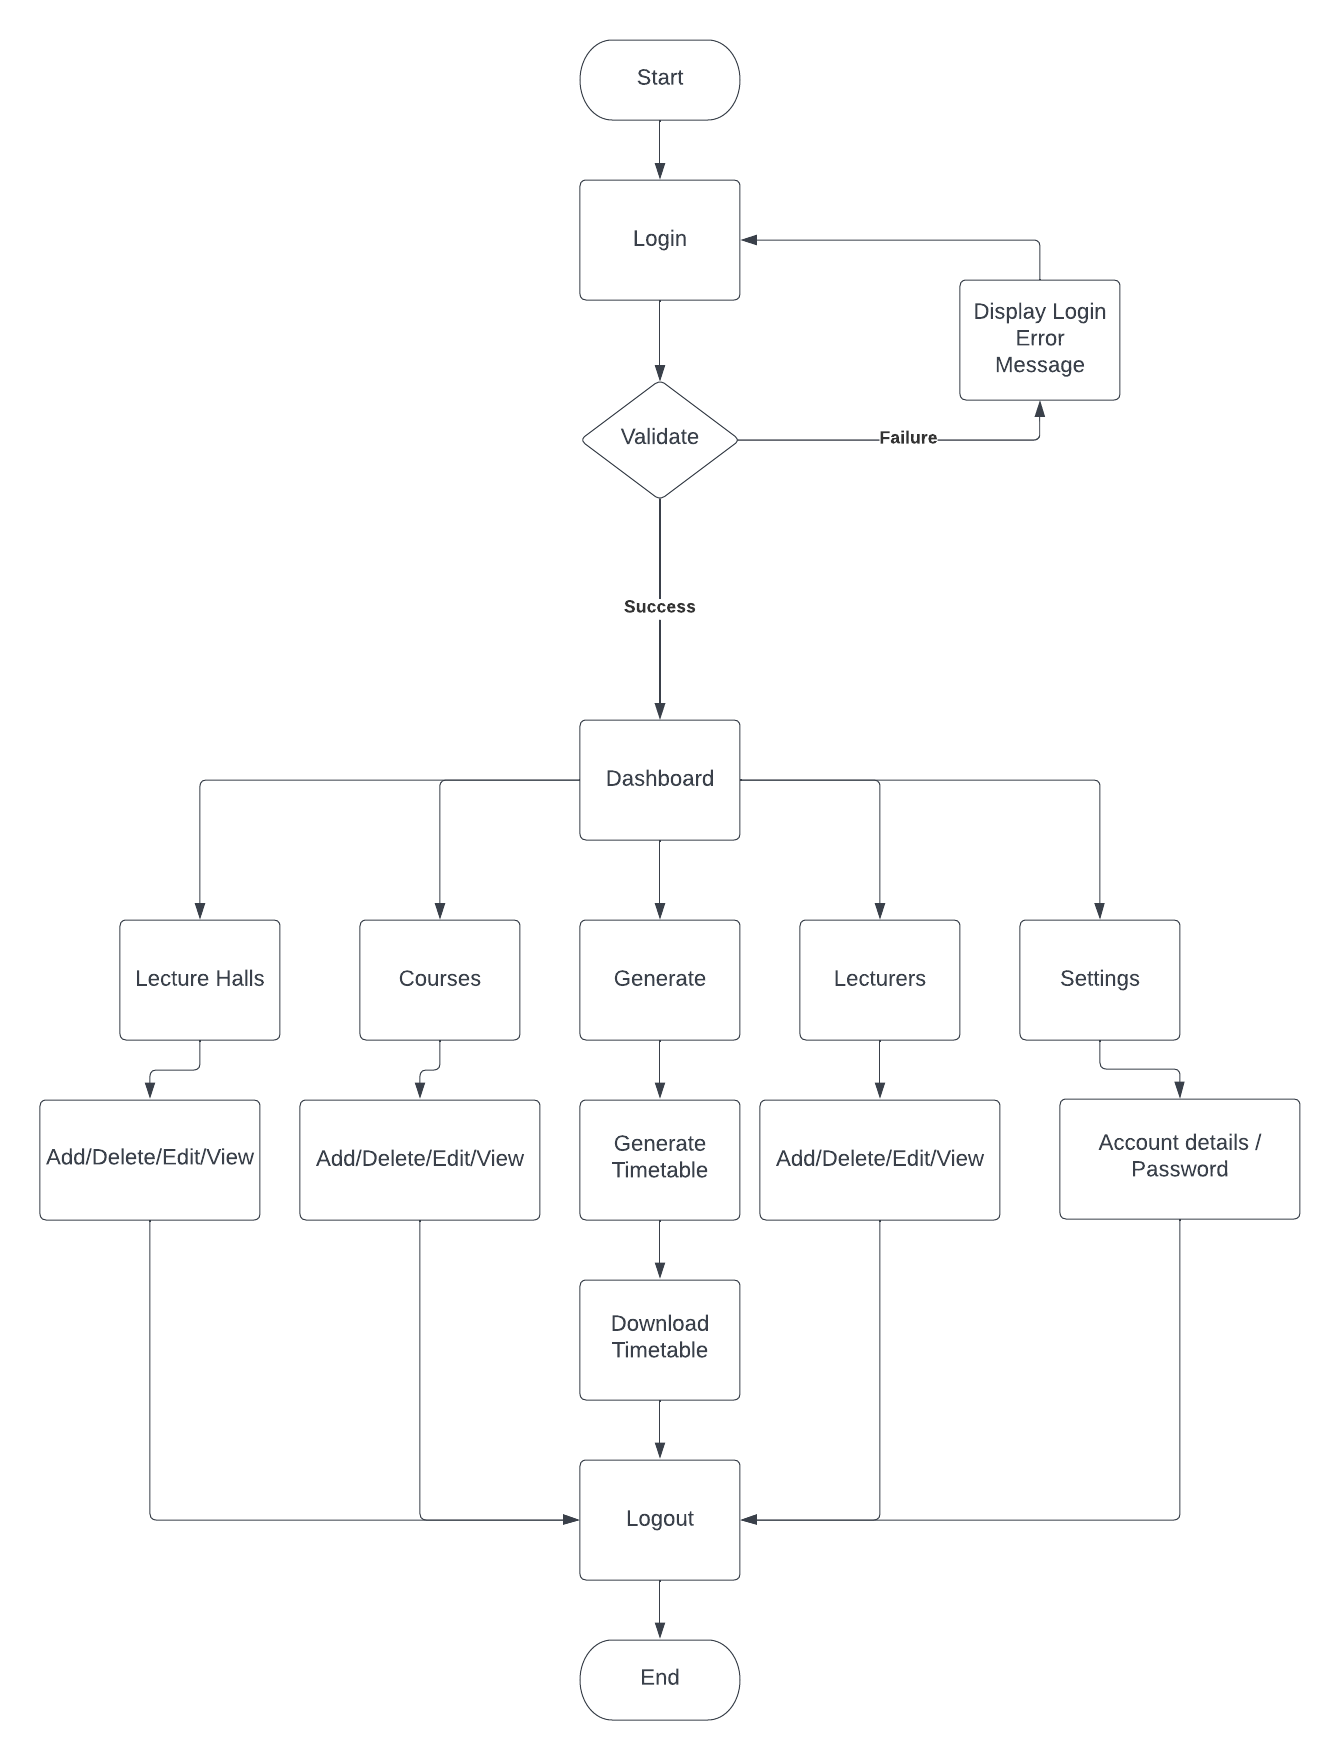 Start
Login
Display Login
Error
Message
Validate
Failure
Success
Dashboard
Lecture Halls
Courses
Generate
Lecturers
Settings
Add/Delete/Edit/View
Add/Delete/Edit/View
Generate
Timetable
Add/Delete/Edit/View
Account details /
Password
Download
Timetable
Logout
End